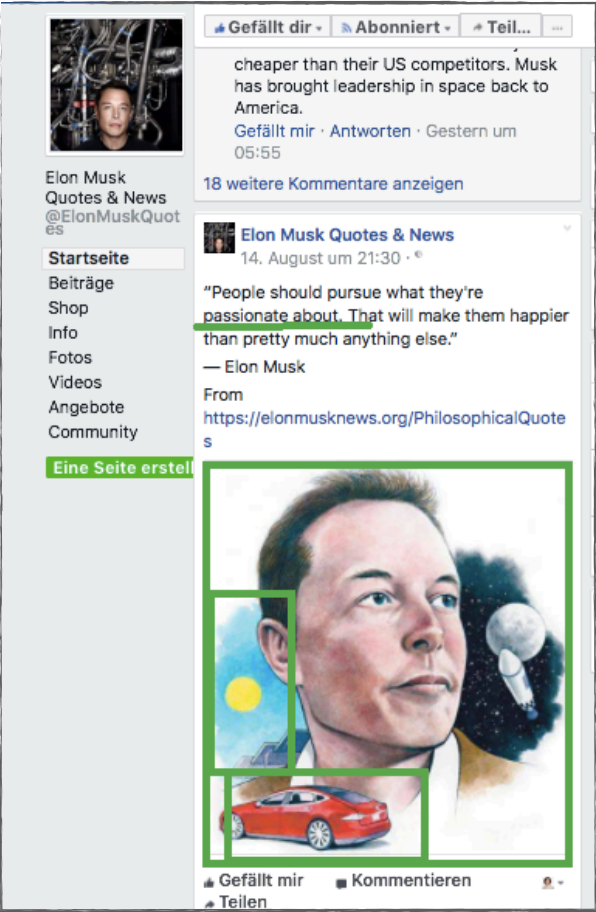 Gefällt dir
Abonniert
Teil...
...
cheaper than their US competitors. Musk
has brought leadership in space back to
America.
Gefällt mir · Antworten · Gestern um
05:55
18 weitere Kommentare anzeigen
Elon Musk
Quotes & News
@ElonMuskQuot
es
Startseite
Beiträge
Shop
Info
Fotos
Videos
Angebote
Community
Eine Seite erstell
Elon Musk Quotes & News
14. August um 21:30 ·
“People should pursue what they're
passionate about. That will make them happier
than pretty much anything else.”
— Elon Musk
From
https://elonmusknews.org/PhilosophicalQuote
s
Gefällt mir
Kommentieren
Teilen